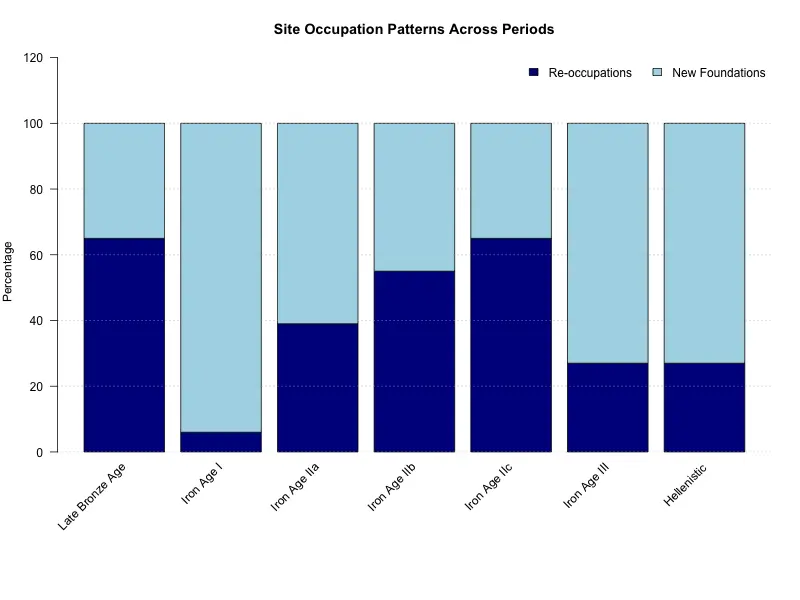 Site Occupation Patterns Across Periods
Re-occupations
New Foundations
Percentage
120
100
80
60
40
20
0
Late Bronze Age
Iron Age I
Iron Age IIa
Iron Age IIb
Iron Age IIc
Iron Age III
Hellenistic